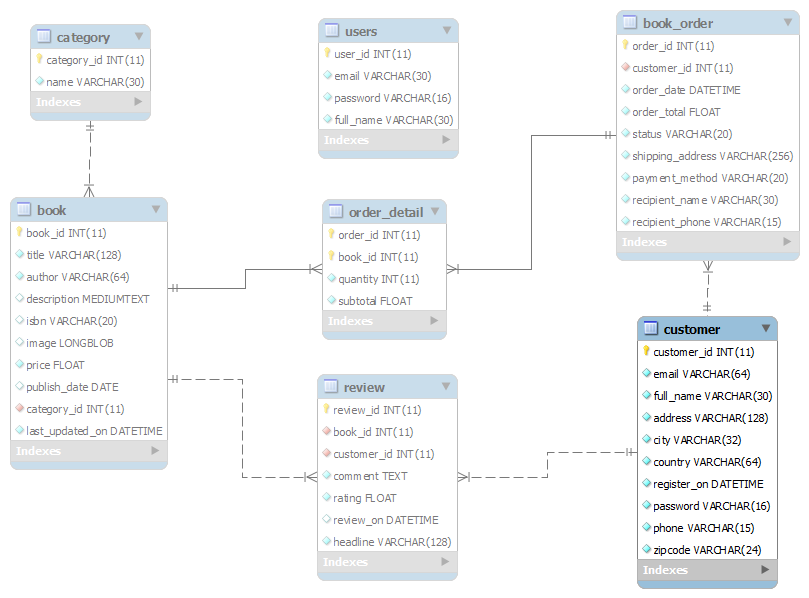 category
category_id INT(11)
name VARCHAR(30)
Indexes
users
user_id INT(11)
email VARCHAR(30)
password VARCHAR(16)
full_name VARCHAR(30)
Indexes
book_order
order_id INT(11)
customer_id INT(11)
order_date DATETIME
order_total FLOAT
status VARCHAR(20)
shipping_address VARCHAR(256)
payment_method VARCHAR(20)
recipient_name VARCHAR(30)
recipient_phone VARCHAR(15)
Indexes
book
book_id INT(11)
title VARCHAR(128)
author VARCHAR(64)
description MEDIUMTEXT
isbn VARCHAR(20)
image LONGBLOB
price FLOAT
publish_date DATE
category_id INT(11)
last_updated_on DATETIME
Indexes
order_detail
order_id INT(11)
book_id INT(11)
quantity INT(11)
subtotal FLOAT
Indexes
review
review_id INT(11)
book_id INT(11)
customer_id INT(11)
comment TEXT
rating FLOAT
review_on DATETIME
headline VARCHAR(128)
Indexes
customer
customer_id INT(11)
email VARCHAR(64)
full_name VARCHAR(30)
address VARCHAR(128)
city VARCHAR(32)
country VARCHAR(64)
register_on DATETIME
password VARCHAR(16)
phone VARCHAR(15)
zipcode VARCHAR(24)
Indexes